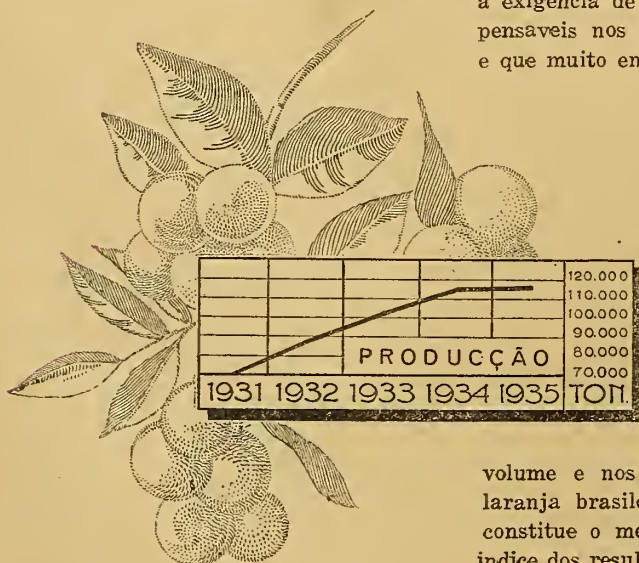 a exigencia de
pensaveis nos
e que muito en
120.000
110.000
100.000
90.000
80.000
70.000
PRODUCÇÃO
1931 1932 1933 1934 1935 TON.
volume e nos
laranja brasile
constitue o me
indice dos resul